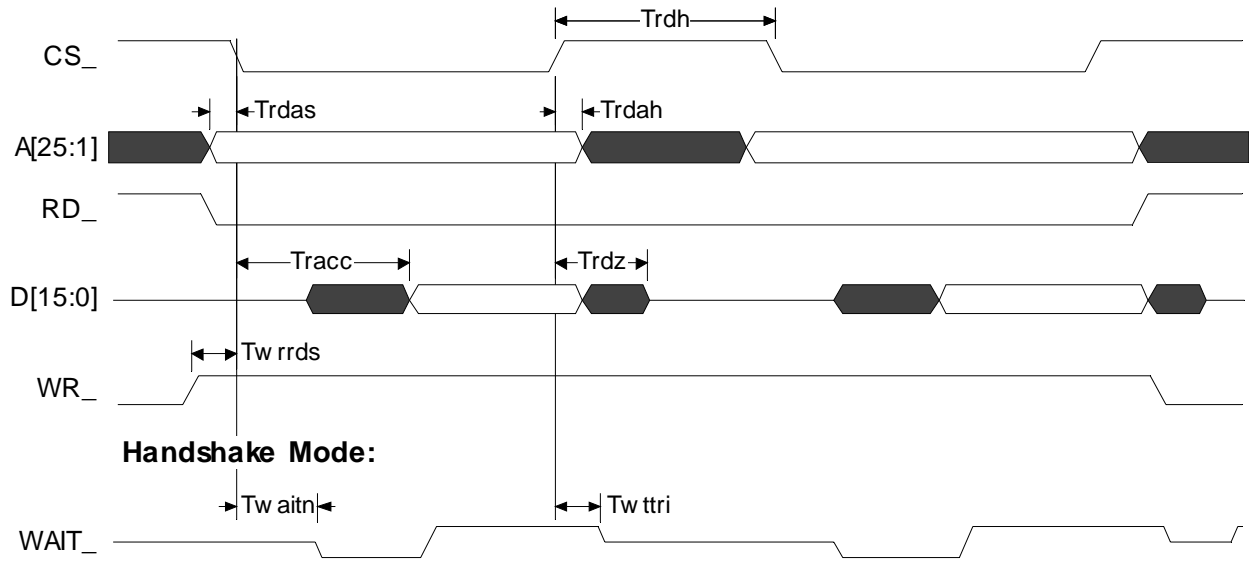 Trdh
CS_
Trdas
Trdah
A[25:1]
RD_
Tracc
Trdz
D[15:0]
Tw rrds
WR_
Handshake Mode:
Tw aitn
Tw ttri
WAIT_